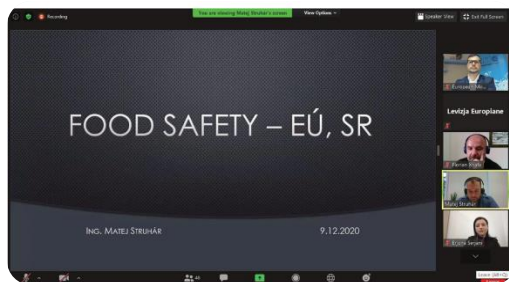 Recording
You are viewing Matej Struhar's screen
View Options
Speaker View
Exit Full Screen
FOOD SAFETY – EÚ, SR
ING. MATEJ STRUHÁR
9.12.2020
Levizja Europiane
Matej Struhár